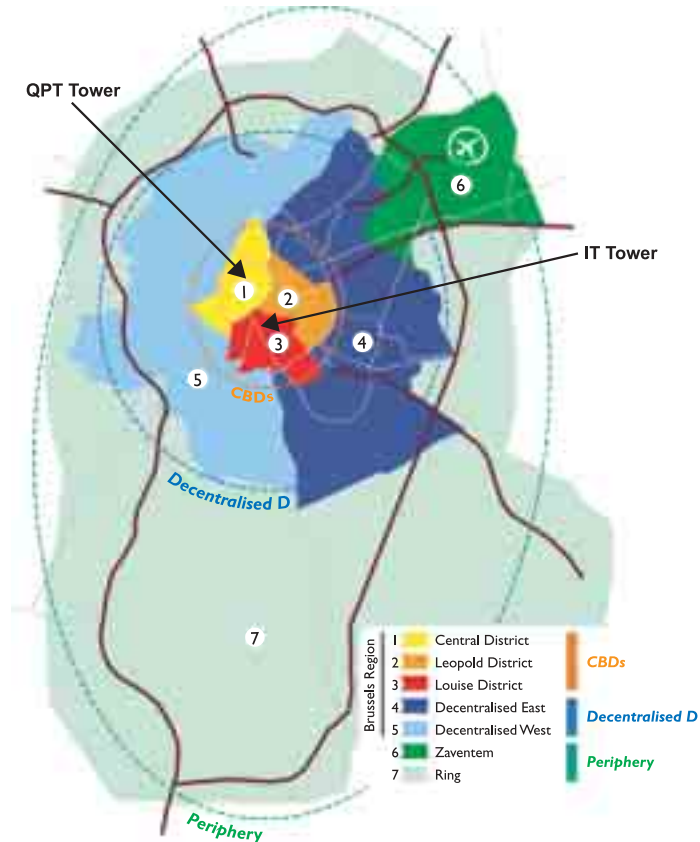 QPT Tower
6
IT Tower
1
2
3
4
5
CBDs
Decentralised D
7
Brussels Region
1 Central District
2 Leopold District
3 Louise District
4 Decentralised East
5 Decentralised West
6 Zaventem
7 Ring
CBDs
Decentralised D
Periphery
Periphery